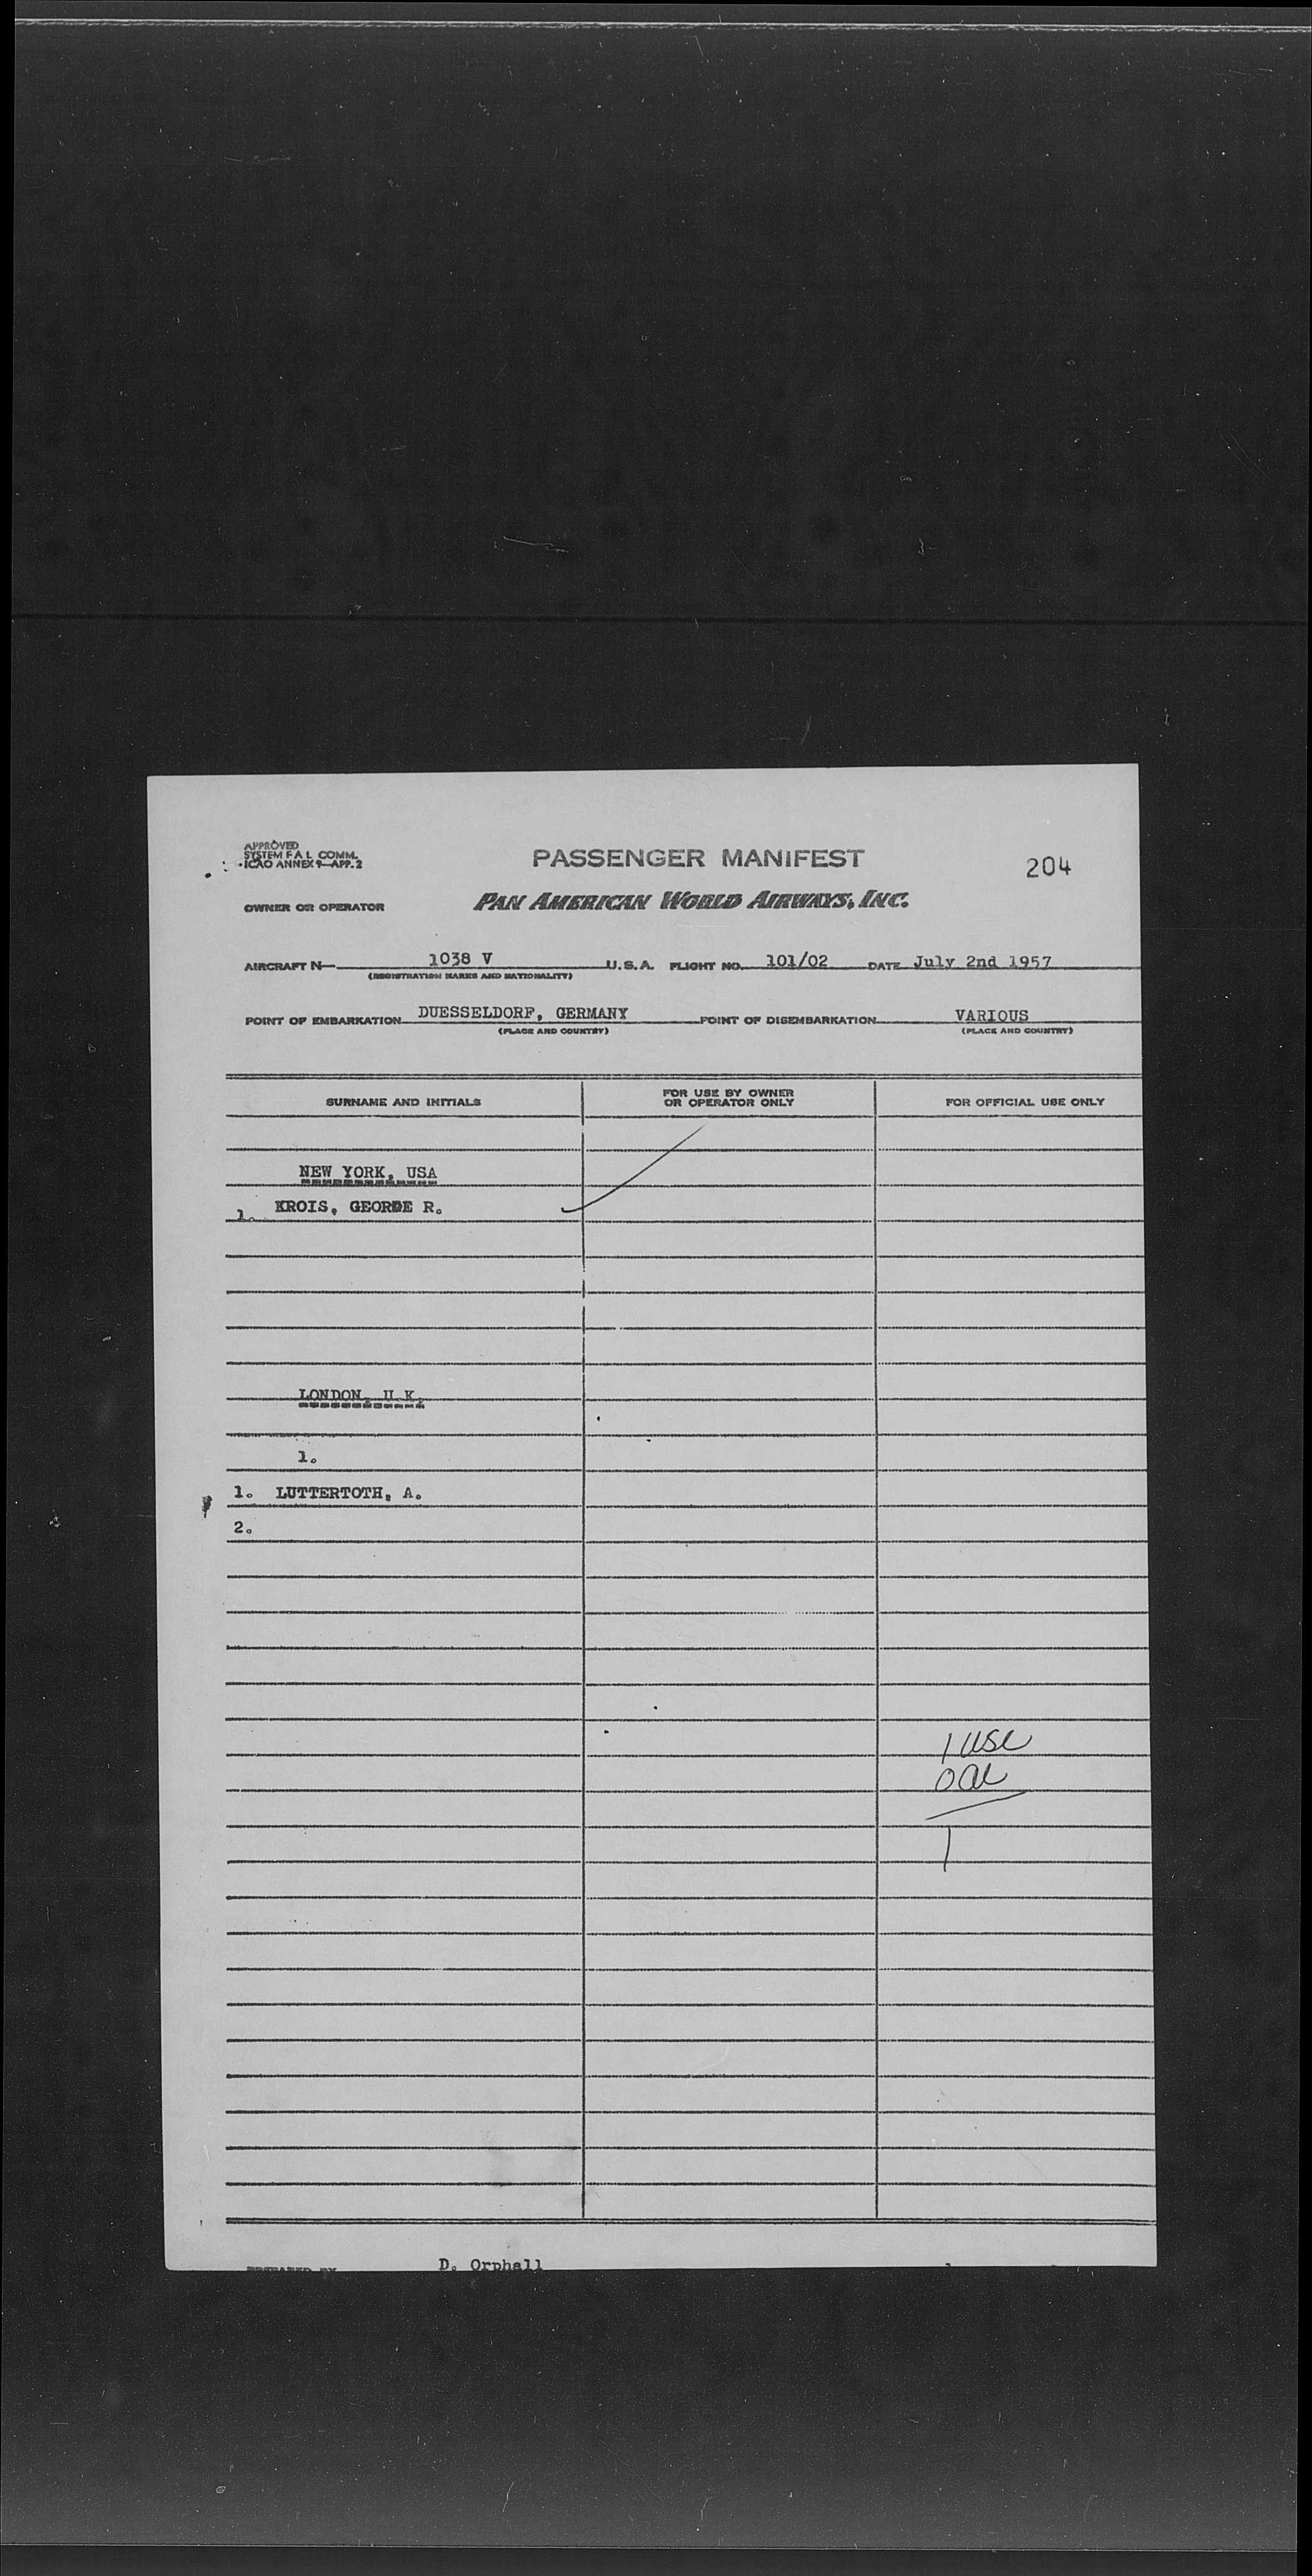 APPROVED
SYSTEM F A L COMM.
ICAO ANNEX 9—APP. 2
PASSENGER MANIFEST
204
OWNER OR OPERATOR
PAN AMERICAN WORLD AIRWAYS, INC.
AIRCRAFT N— 1038 V U.S.A. FLIGHT NO. 101/02 DATE July 2nd 1957
(REGISTRATION MARKS AND NATIONALITY)
POINT OF EMBARKATION DUESSELDORF, GERMANY POINT OF DISEMBARKATION VARIOUS
(PLACE AND COUNTRY) (PLACE AND COUNTRY)
SURNAME AND INITIALS FOR USE BY OWNER OR OPERATOR ONLY FOR OFFICIAL USE ONLY
NEW YORK, USA
1. KROIS, GEORGE R.
LONDON, U.K.
1.
1. LUTTERTOTH, A.
2.
1 USC
0 al
1
PREPARED BY D. Orphall